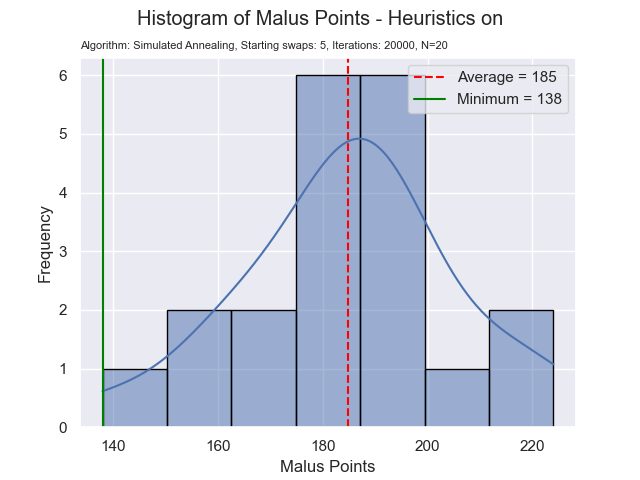 Histogram of Malus Points - Heuristics on
Algorithm: Simulated Annealing, Starting swaps: 5, Iterations: 20000, N=20
Average = 185
Minimum = 138
Frequency
6
5
4
3
2
1
0
140 160 180 200 220
Malus Points